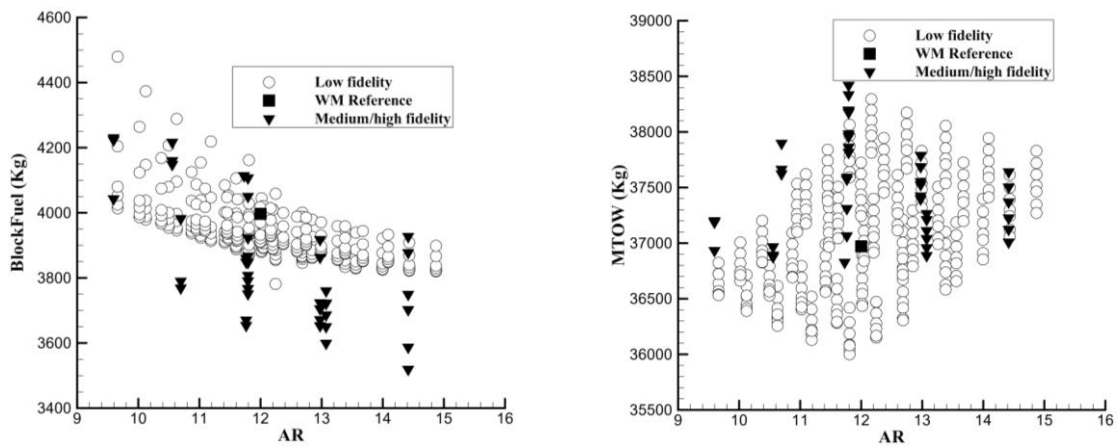 4600
4400
4200
4000
3800
3600
3400
BlockFuel (Kg)
9 10 11 12 13 14 15 16
AR
Low fidelity
WM Reference
Medium/high fidelity
39000
38500
38000
37500
37000
36500
36000
35500
MTOW (Kg)
9 10 11 12 13 14 15 16
AR
Low fidelity
WM Reference
Medium/high fidelity